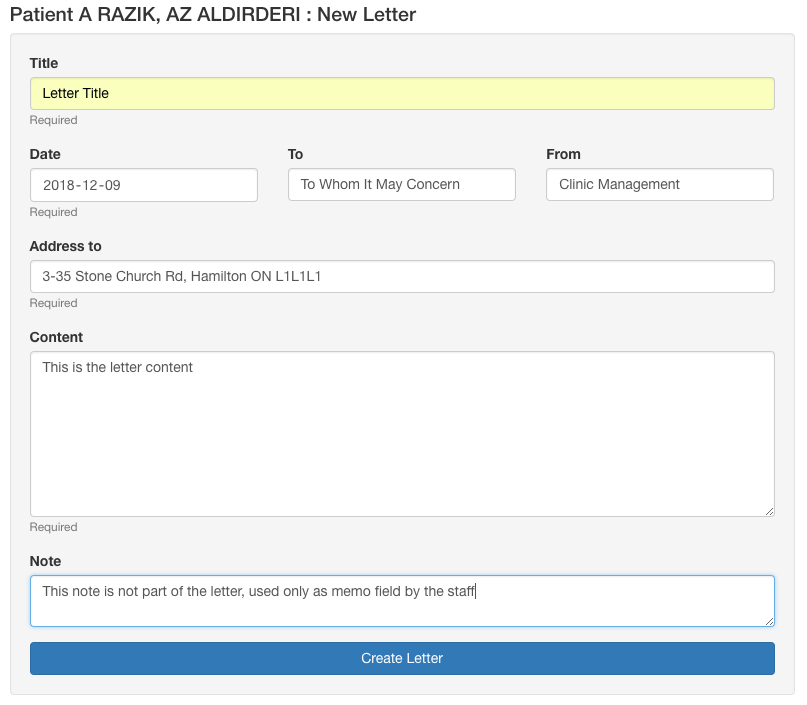 Patient A RAZIK, AZ ALDIRDERI : New Letter
Title
Letter Title
Required
Date To From
2018-12-09 To Whom It May Concern Clinic Management
Required
Address to
3-35 Stone Church Rd, Hamilton ON L1L1L1
Required
Content
This is the letter content
Required
Note
This note is not part of the letter, used only as memo field by the staff
Create Letter